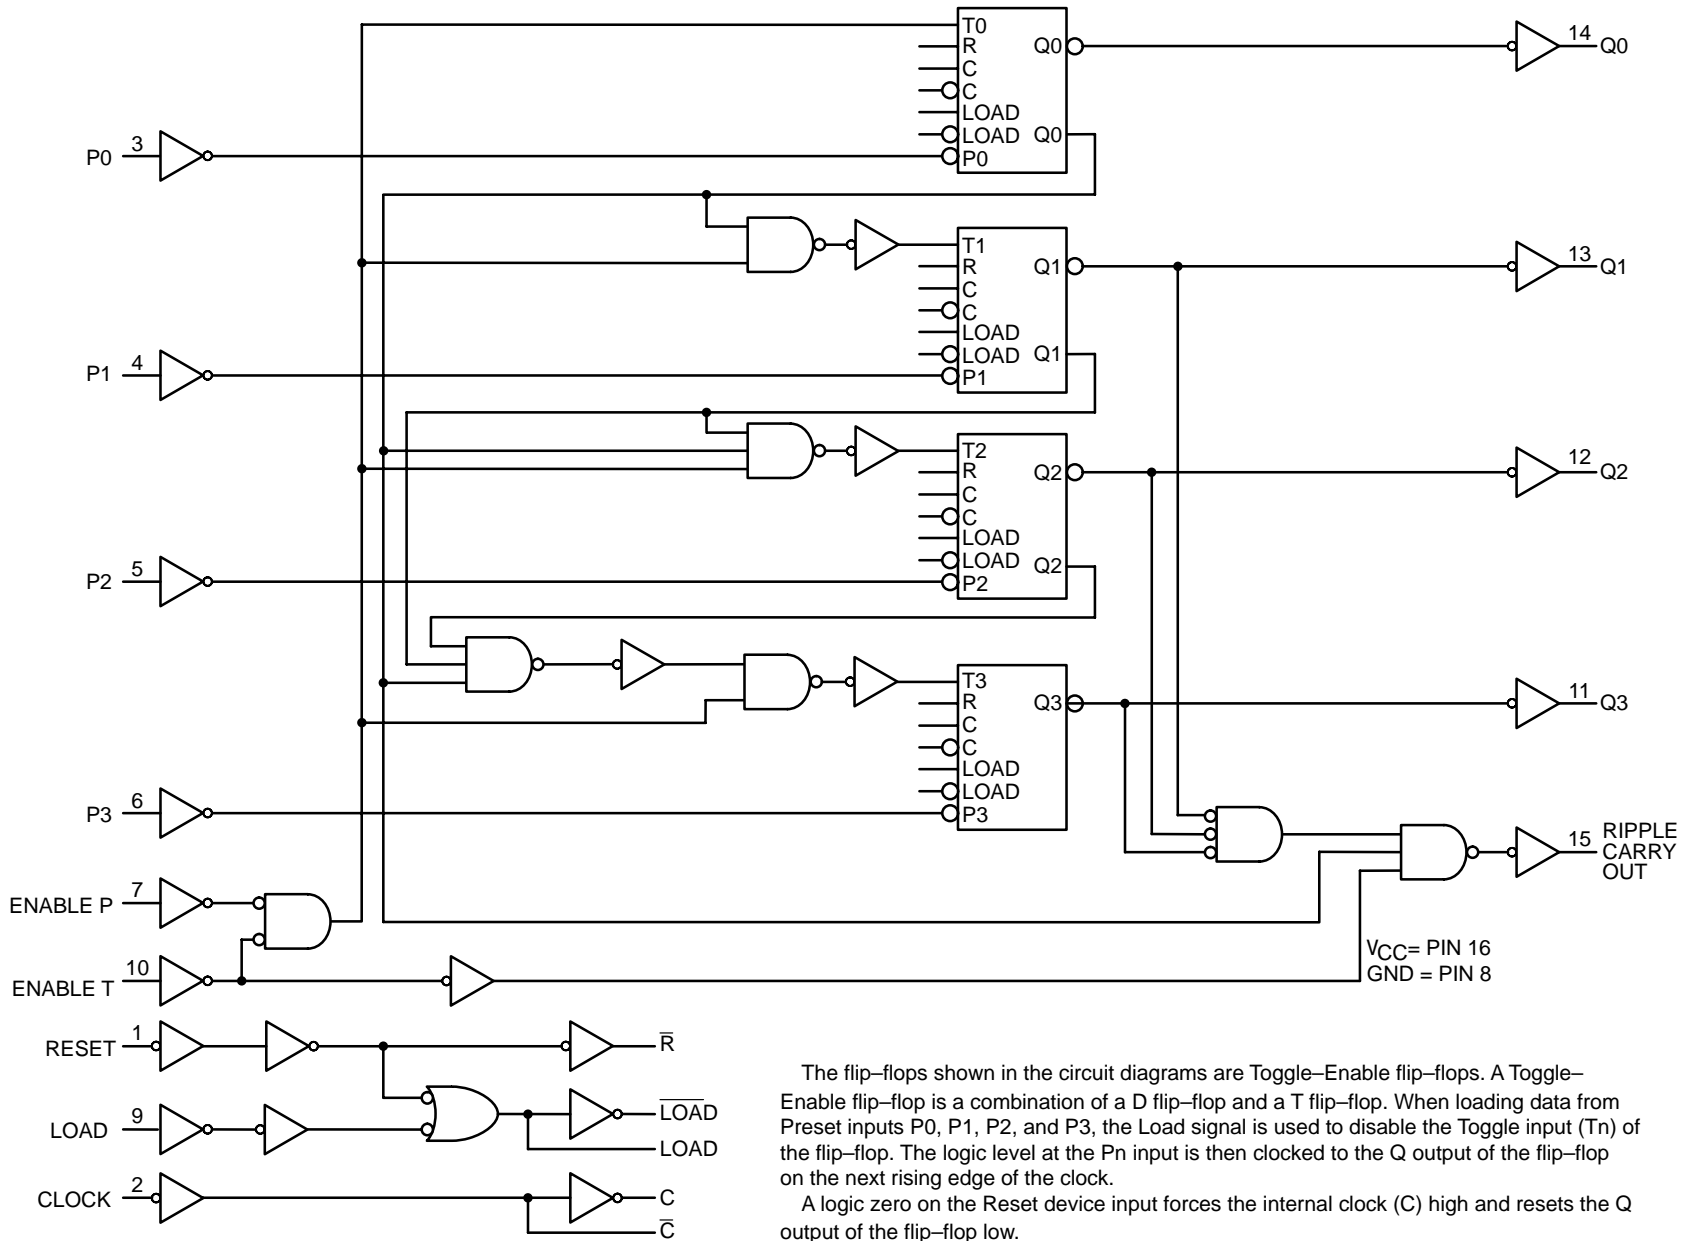 T0
R
Q0
14
Q0
C
C
LOAD
LOAD
Q0
P0
3
P0
T1
R
Q1
13
Q1
C
C
LOAD
LOAD
Q1
P1
4
P1
T2
R
Q2
12
Q2
C
C
LOAD
LOAD
Q2
P2
5
P2
T3
R
Q3
11
Q3
C
C
LOAD
LOAD
P3
6
P3
15
RIPPLE
CARRY
OUT
7
ENABLE P
10
ENABLE T
VCC= PIN 16
GND = PIN 8
1
RESET
R̅
9
LOAD
L̅O̅A̅D̅
LOAD
2
CLOCK
C
C̅
The flip–flops shown in the circuit diagrams are Toggle–Enable flip–flops. A Toggle–
Enable flip–flop is a combination of a D flip–flop and a T flip–flop. When loading data from
Preset inputs P0, P1, P2, and P3, the Load signal is used to disable the Toggle input (Tn) of
the flip–flop. The logic level at the Pn input is then clocked to the Q output of the flip–flop
on the next rising edge of the clock.
A logic zero on the Reset device input forces the internal clock (C) high and resets the Q
output of the flip–flop low.